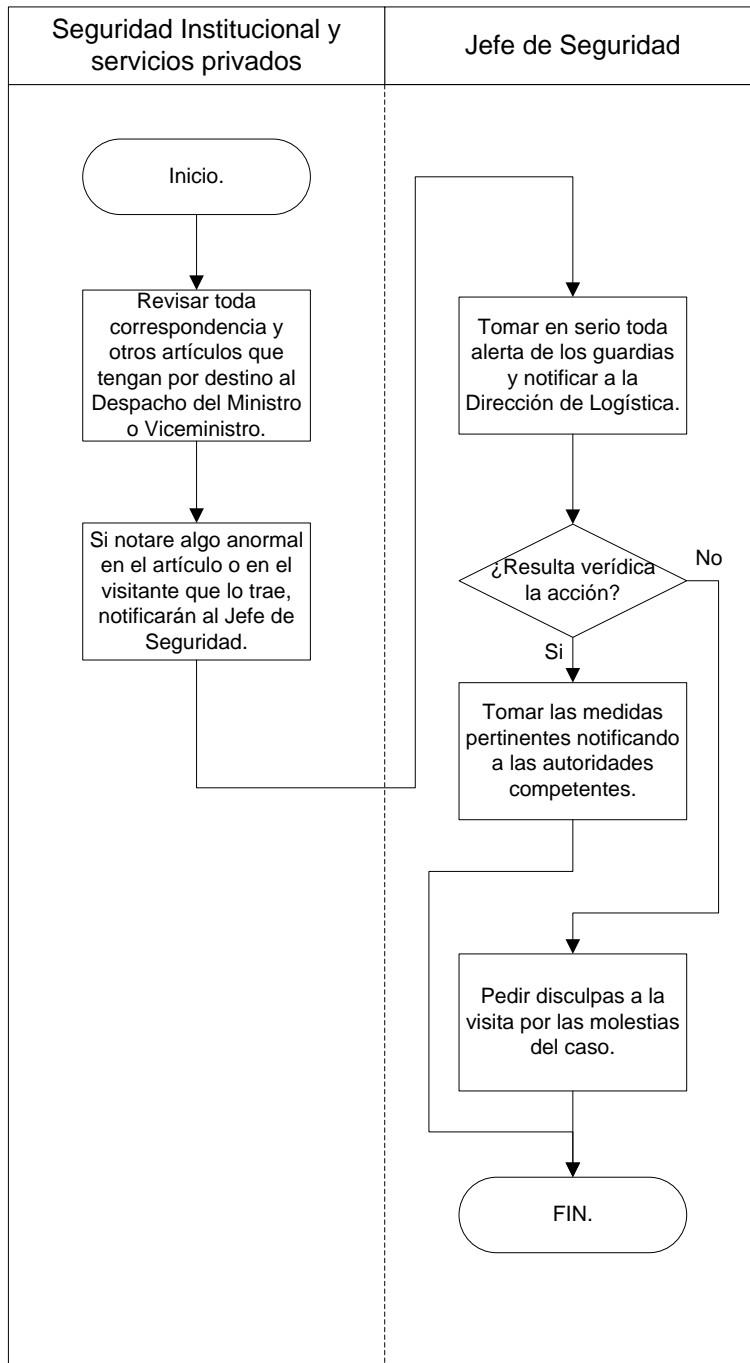 Seguridad Institucional y
servicios privados
Jefe de Seguridad
Inicio.
Revisar toda
correspondencia y
otros artículos que
tengan por destino al
Despacho del Ministro
o Viceministro.
Si notare algo anormal
en el artículo o en el
visitante que lo trae,
notificarán al Jefe de
Seguridad.
Tomar en serio toda
alerta de los guardias
y notificar a la
Dirección de Logística.
¿Resulta verídica
la acción?
No
Si
Tomar las medidas
pertinentes notificando
a las autoridades
competentes.
Pedir disculpas a la
visita por las molestias
del caso.
FIN.